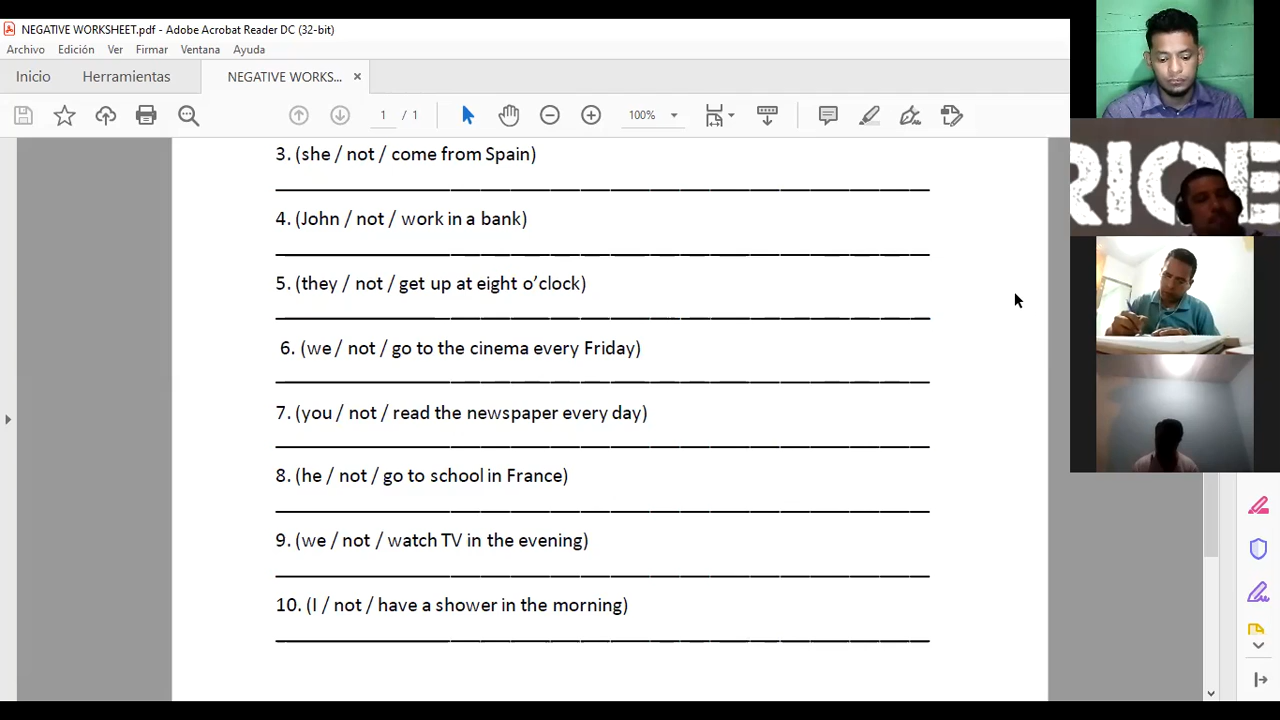 NEGATIVE WORKSHEET.pdf - Adobe Acrobat Reader DC (32-bit)
Archivo Edición Ver Firmar Ventana Ayuda
Inicio Herramientas NEGATIVE WORKS... ×
1 / 1 100%
3. (she / not / come from Spain)
4. (John / not / work in a bank)
5. (they / not / get up at eight o’clock)
6. (we / not / go to the cinema every Friday)
7. (you / not / read the newspaper every day)
8. (he / not / go to school in France)
9. (we / not / watch TV in the evening)
10. (I / not / have a shower in the morning)